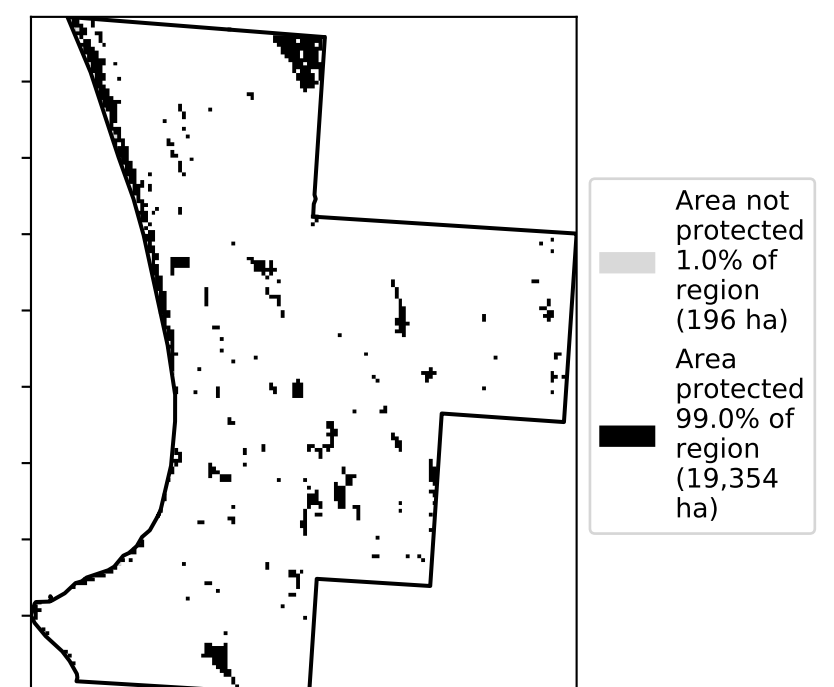 Area not
protected
1.0% of
region
(196 ha)
Area
protected
99.0% of
region
(19,354
ha)